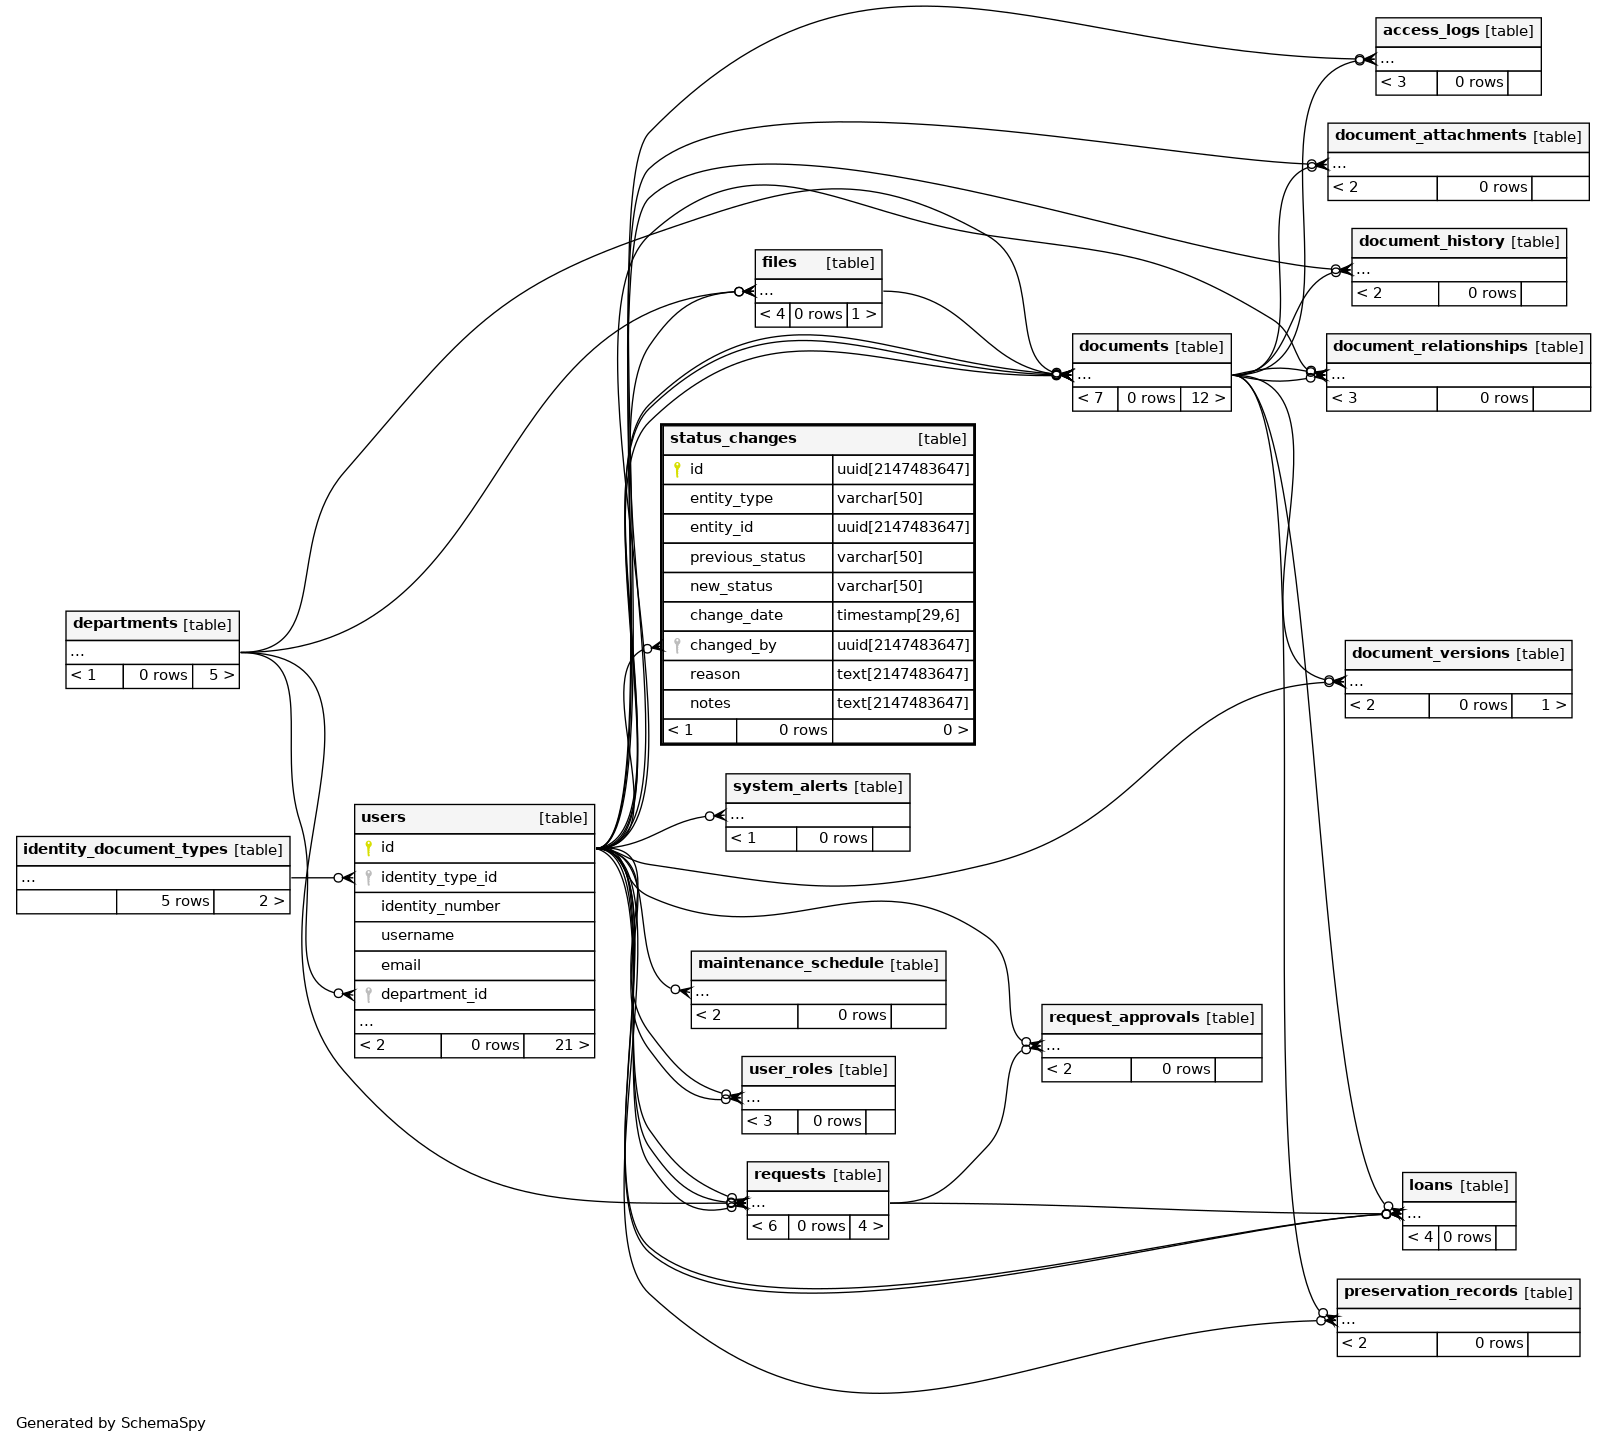 access_logs [table]
...
< 3 0 rows
document_attachments [table]
...
< 2 0 rows
document_history [table]
...
< 2 0 rows
files [table]
...
< 4 0 rows 1 >
documents [table]
...
< 7 0 rows 12 >
document_relationships [table]
...
< 3 0 rows
status_changes [table]
id uuid[2147483647]
entity_type varchar[50]
entity_id uuid[2147483647]
previous_status varchar[50]
new_status varchar[50]
change_date timestamp[29,6]
changed_by uuid[2147483647]
reason text[2147483647]
notes text[2147483647]
< 1 0 rows 0 >
departments [table]
...
< 1 0 rows 5 >
document_versions [table]
...
< 2 0 rows 1 >
system_alerts [table]
...
< 1 0 rows
identity_document_types [table]
...
5 rows 2 >
users [table]
id
identity_type_id
identity_number
username
email
department_id
...
< 2 0 rows 21 >
maintenance_schedule [table]
...
< 2 0 rows
request_approvals [table]
...
< 2 0 rows
user_roles [table]
...
< 3 0 rows
requests [table]
...
< 6 0 rows 4 >
loans [table]
...
< 4 0 rows
preservation_records [table]
...
< 2 0 rows
Generated by SchemaSpy